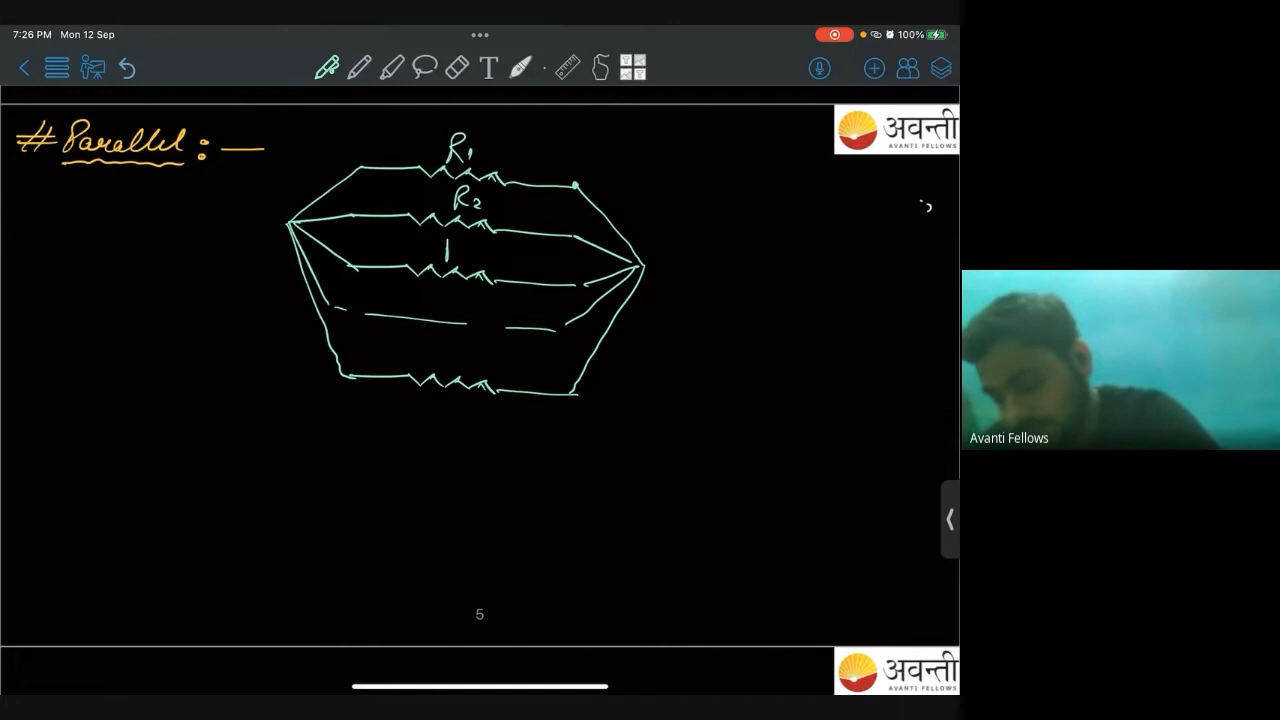 7:26 PM Mon 12 Sep
100%
# Parallel : —
अवन्ती
AVANTI FELLOWS
R1
R2
Avanti Fellows
5
अवन्ती
AVANTI FELLOWS